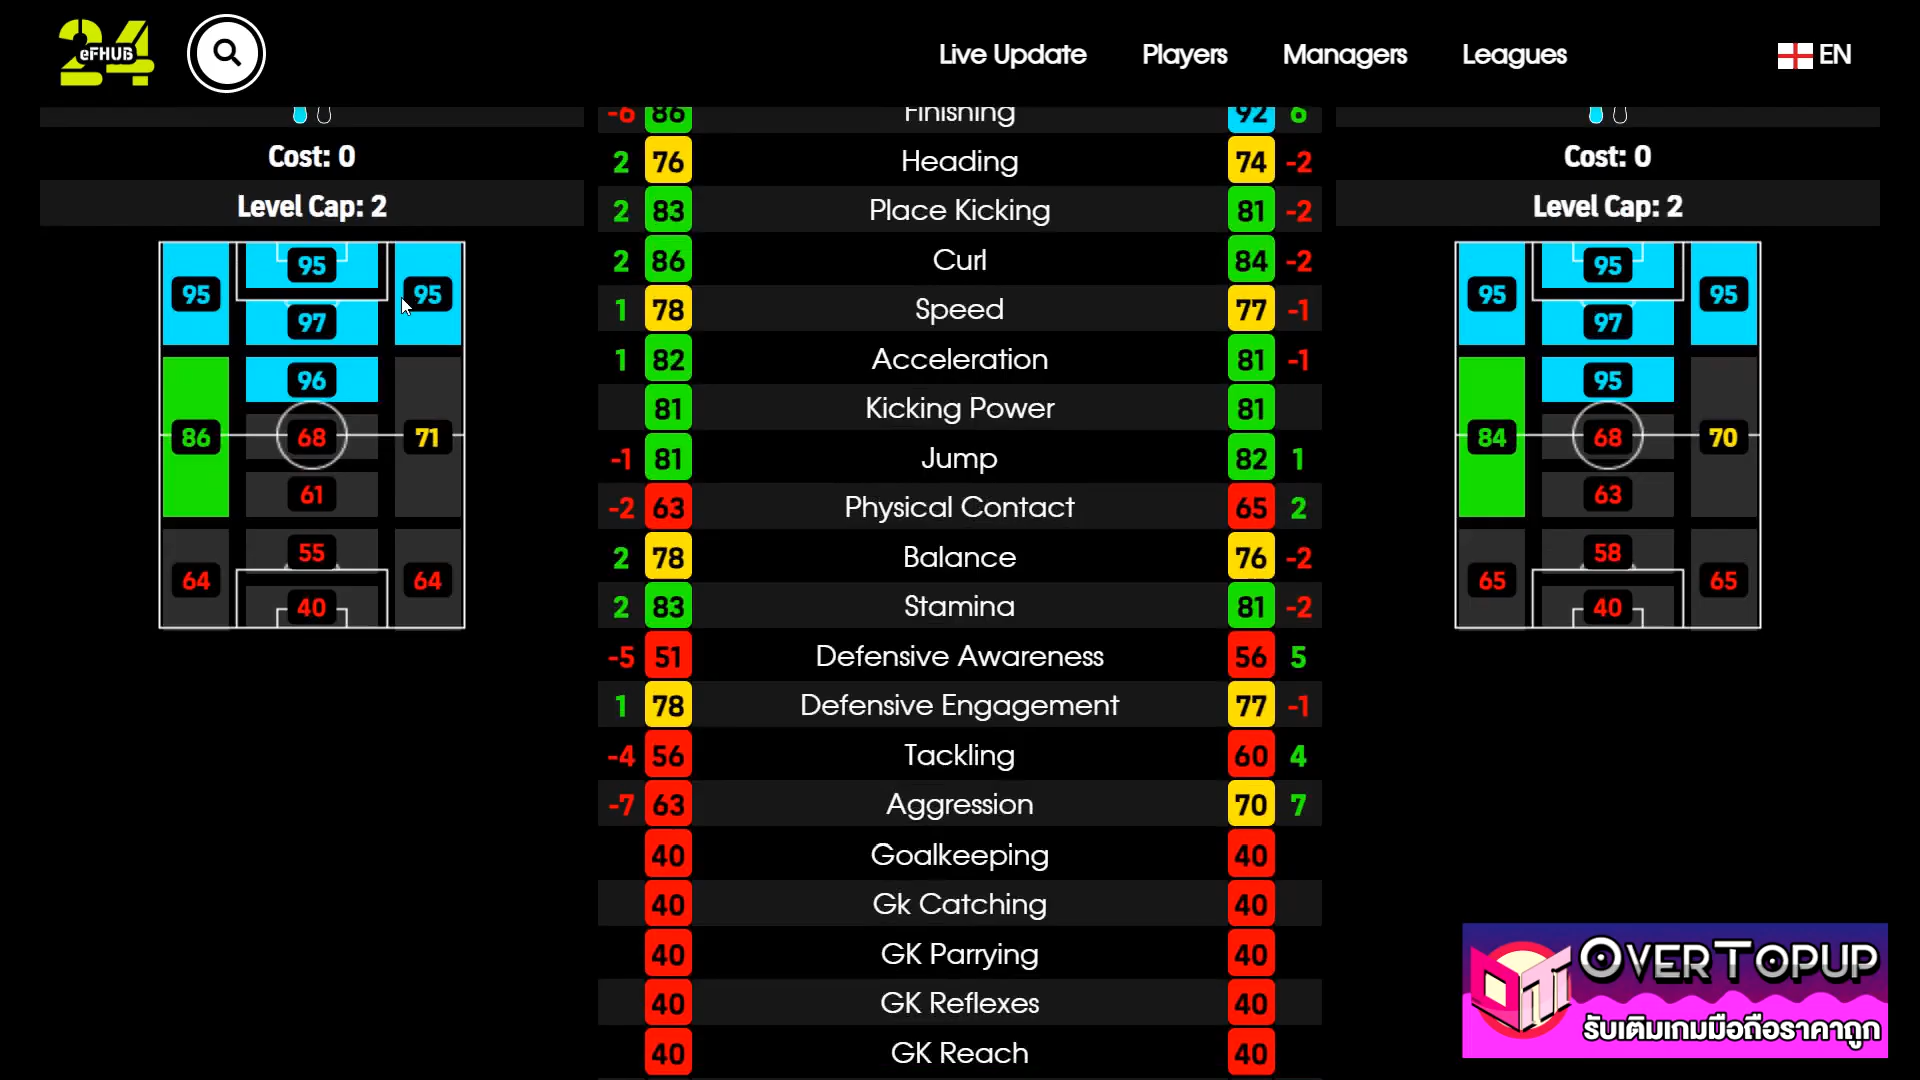 24
eFHUB
Live Update
Players
Managers
Leagues
EN
Cost: 0
Level Cap: 2
95
95
95
97
96
86
68
71
61
55
64
64
40
-6 86 Finishing 92 6
2 76 Heading 74 -2
2 83 Place Kicking 81 -2
2 86 Curl 84 -2
1 78 Speed 77 -1
1 82 Acceleration 81 -1
81 Kicking Power 81
-1 81 Jump 82 1
-2 63 Physical Contact 65 2
2 78 Balance 76 -2
2 83 Stamina 81 -2
-5 51 Defensive Awareness 56 5
1 78 Defensive Engagement 77 -1
-4 56 Tackling 60 4
-7 63 Aggression 70 7
40 Goalkeeping 40
40 Gk Catching 40
40 GK Parrying 40
40 GK Reflexes 40
40 GK Reach 40
Cost: 0
Level Cap: 2
95
95
95
97
95
84
68
70
63
58
65
65
40
OTT
OVERTOPUP
รับเติมเกมมือถือราคาถูก